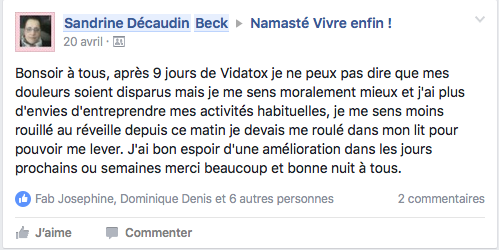 Sandrine Décaudin Beck ▸ Namasté Vivre enfin !
20 avril ·
Bonsoir à tous, après 9 jours de Vidatox je ne peux pas dire que mes
douleurs soient disparus mais je me sens moralement mieux et j'ai plus
d'envies d'entreprendre mes activités habituelles, je me sens moins
rouillé au réveille depuis ce matin je devais me roulé dans mon lit pour
pouvoir me lever. J'ai bon espoir d'une amélioration dans les jours
prochains ou semaines merci beaucoup et bonne nuit à tous.
Fab Josephine, Dominique Denis et 6 autres personnes 2 commentaires
J'aime Commenter